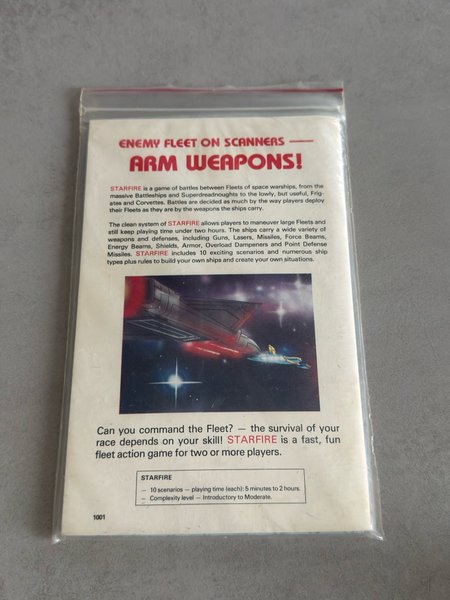 ENEMY FLEET ON SCANNERS —
ARM WEAPONS!
STARFIRE is a game of battles between Fleets of space warships, from the
massive Battleships and Superdreadnoughts to the lowly, but useful, Frig-
ates and Corvettes. Battles are decided as much by the way players deploy
their Fleets as they are by the weapons the ships carry.
The clean system of STARFIRE allows players to maneuver large Fleets and
still keep playing time under two hours. The ships carry a wide variety of
weapons and defenses, including Guns, Lasers, Missiles, Force Beams,
Energy Beams, Shields, Armor, Overload Dampeners and Point Defense
Missiles. STARFIRE includes 10 exciting scenarios and numerous ship
types plus rules to build your own ships and create your own situations.
Can you command the Fleet? — the survival of your
race depends on your skill! STARFIRE is a fast, fun
fleet action game for two or more players.
STARFIRE
— 10 scenarios — playing time (each): 5 minutes to 2 hours.
— Complexity level — Introductory to Moderate.
1001